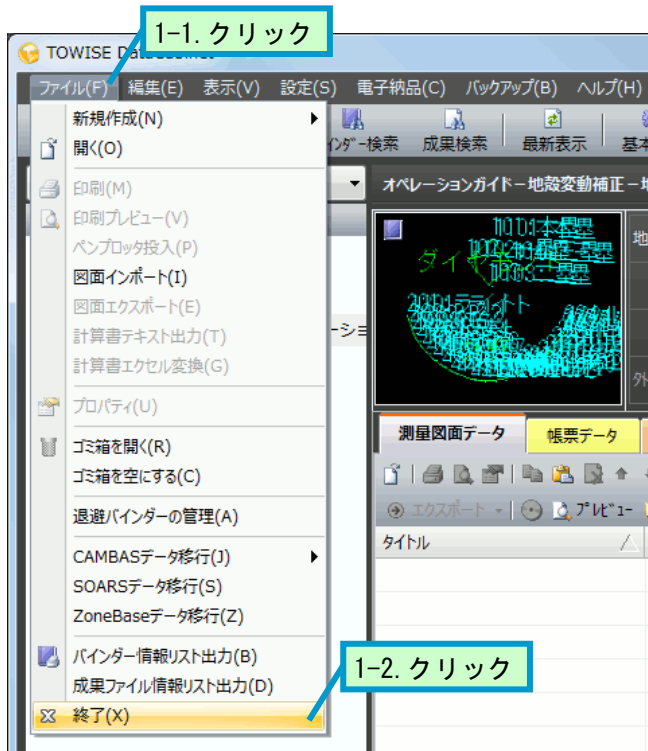 1-1. クリック
TOWISE
ファイル(F) 編集(E) 表示(V) 設定(S) 電子納品(C) バックアップ(B) ヘルプ(H)
新規作成(N)
開く(O)
印刷(M)
印刷プレビュー(V)
ペンプロッタ投入(P)
図面インポート(I)
図面エクスポート(E)
計算書テキスト出力(T)
計算書エクセル変換(G)
プロパティ(U)
ゴミ箱を開く(R)
ゴミ箱を空にする(C)
退避バインダーの管理(A)
CAMBASデータ移行(J)
SOARSデータ移行(S)
ZoneBaseデータ移行(Z)
バインダー情報リスト出力(B)
成果ファイル情報リスト出力(D)
終了(X)
1-2. クリック
ンダー検索 成果検索 最新表示 基本
オペレーションガイド－地殻変動補正－
ーショ
地
外
測量図面データ 帳票データ
エクスポート プレビュー
タイトル